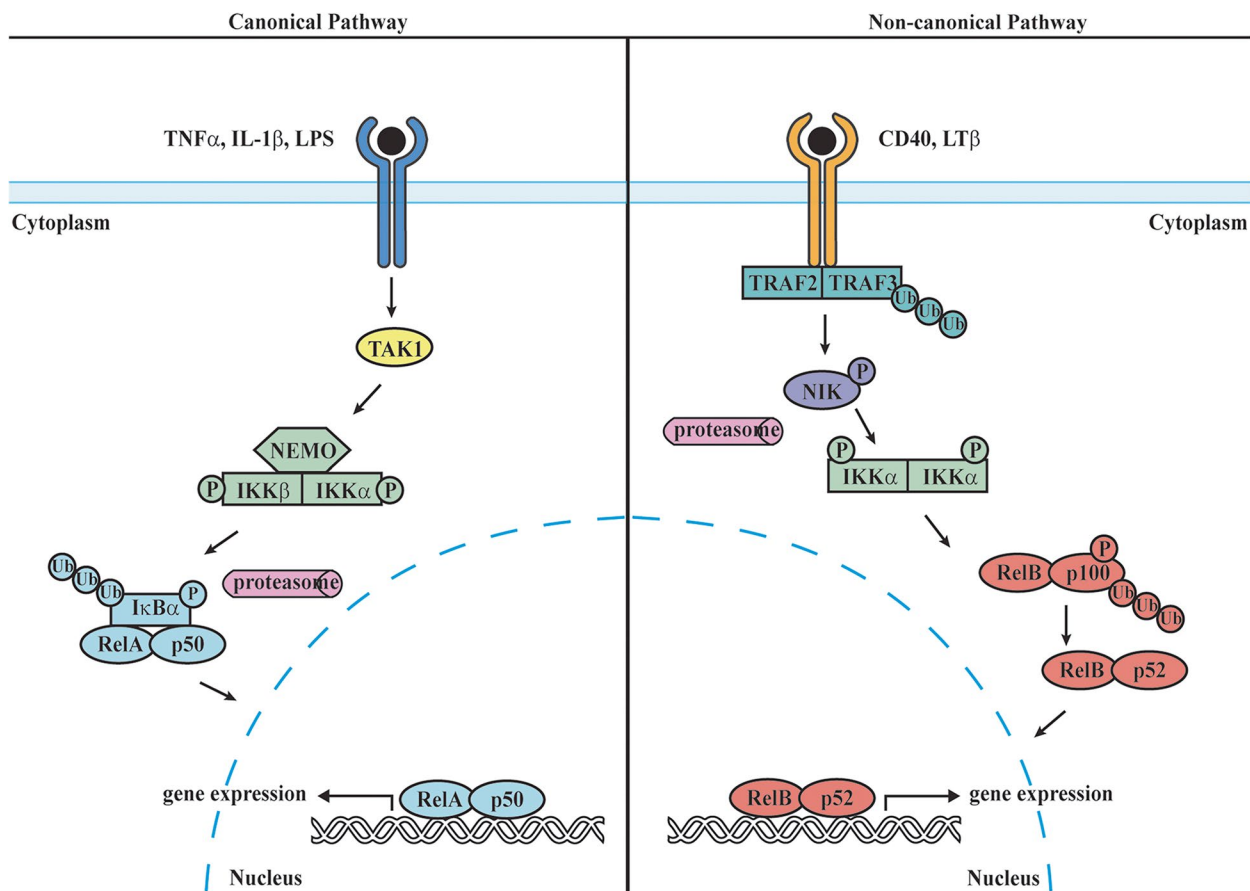 Canonical Pathway
TNFα, IL-1β, LPS
Cytoplasm
TAK1
NEMO
P IKKβ IKKα P
Ub Ub Ub IκBα P
proteasome
RelA p50
gene expression
RelA p50
Nucleus
Non-canonical Pathway
CD40, LTβ
Cytoplasm
TRAF2 TRAF3
Ub Ub Ub
NIK P
proteasome
P P
IKKα IKKα
P
RelB p100
Ub Ub Ub
RelB p52
RelB p52
gene expression
Nucleus